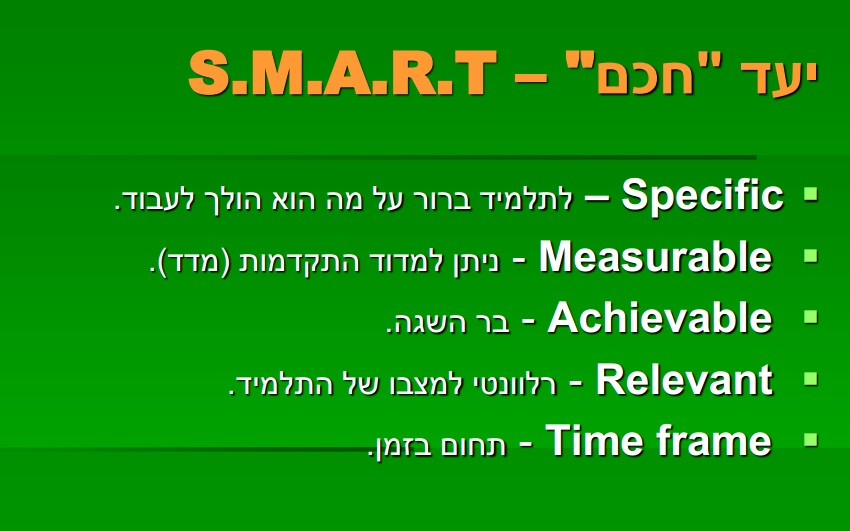 יעד "חכם" – S.M.A.R.T
▪ Specific – לתלמיד ברור על מה הוא הולך לעבוד.
▪ Measurable - ניתן למדוד התקדמות (מדד).
▪ Achievable - בר השגה.
▪ Relevant - רלוונטי למצבו של התלמיד.
▪ Time frame - תחום בזמן.